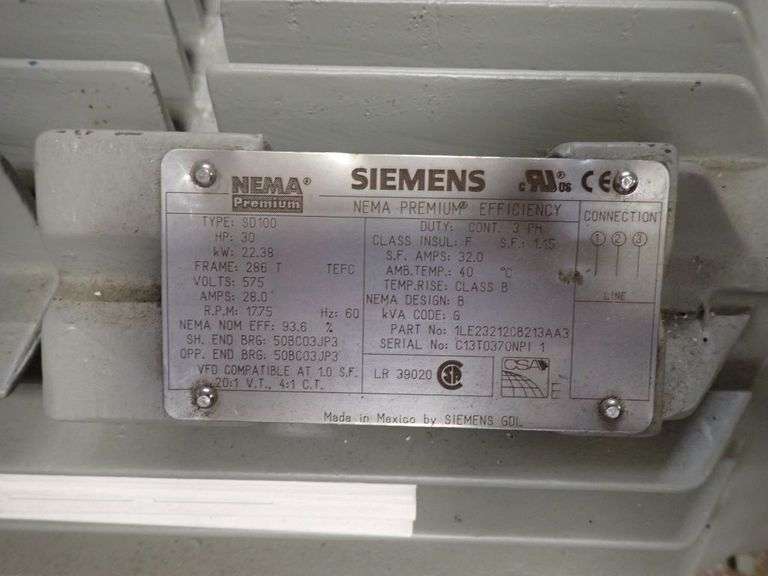 NEMA® Premium
SIEMENS
c UR ® us CE
NEMA PREMIUM® EFFICIENCY
TYPE: SD100
HP: 30
kW: 22.38
FRAME: 286 T TEFC
VOLTS: 575
AMPS: 28.0
R.P.M: 1775 Hz: 60
NEMA NOM EFF: 93.6 %
SH. END BRG: 50BC03JP3
OPP. END BRG: 50BC03JP3
VFD COMPATIBLE AT 1.0 S.F.
20:1 V.T., 4:1 C.T.
DUTY: CONT. 3 PH
CLASS INSUL: F S.F.: 1.15
S.F. AMPS: 32.0
AMB.TEMP.: 40 °C
TEMP.RISE: CLASS B
NEMA DESIGN: B
kVA CODE: G
PART No: 1LE23212CB213AA3
SERIAL No: C13T0370NPI 1
LR 39020 SA
CSA E
CONNECTION
1 2 3
LINE
Made in Mexico by SIEMENS GDL